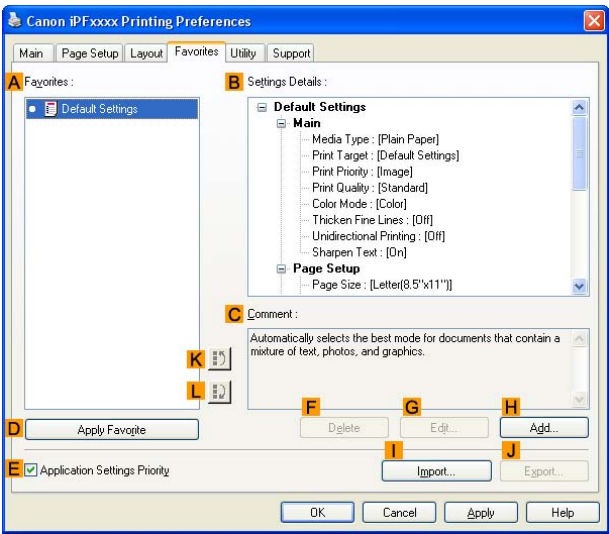 Canon iPFxxxx Printing Preferences
Main Page Setup Layout Favorites Utility Support
A Favorites :
Default Settings
B Settings Details :
Default Settings
Main
Media Type : [Plain Paper]
Print Target : [Default Settings]
Print Priority : [Image]
Print Quality : [Standard]
Color Mode : [Color]
Thicken Fine Lines : [Off]
Unidirectional Printing : [Off]
Sharpen Text : [On]
Page Setup
Page Size : [Letter(8.5"x11")]
C Comment :
Automatically selects the best mode for documents that contain a
mixture of text, photos, and graphics.
K
L
D Apply Favorite
F Delete
G Edit...
H Add...
E Application Settings Priority
I Import...
J Export...
OK Cancel Apply Help